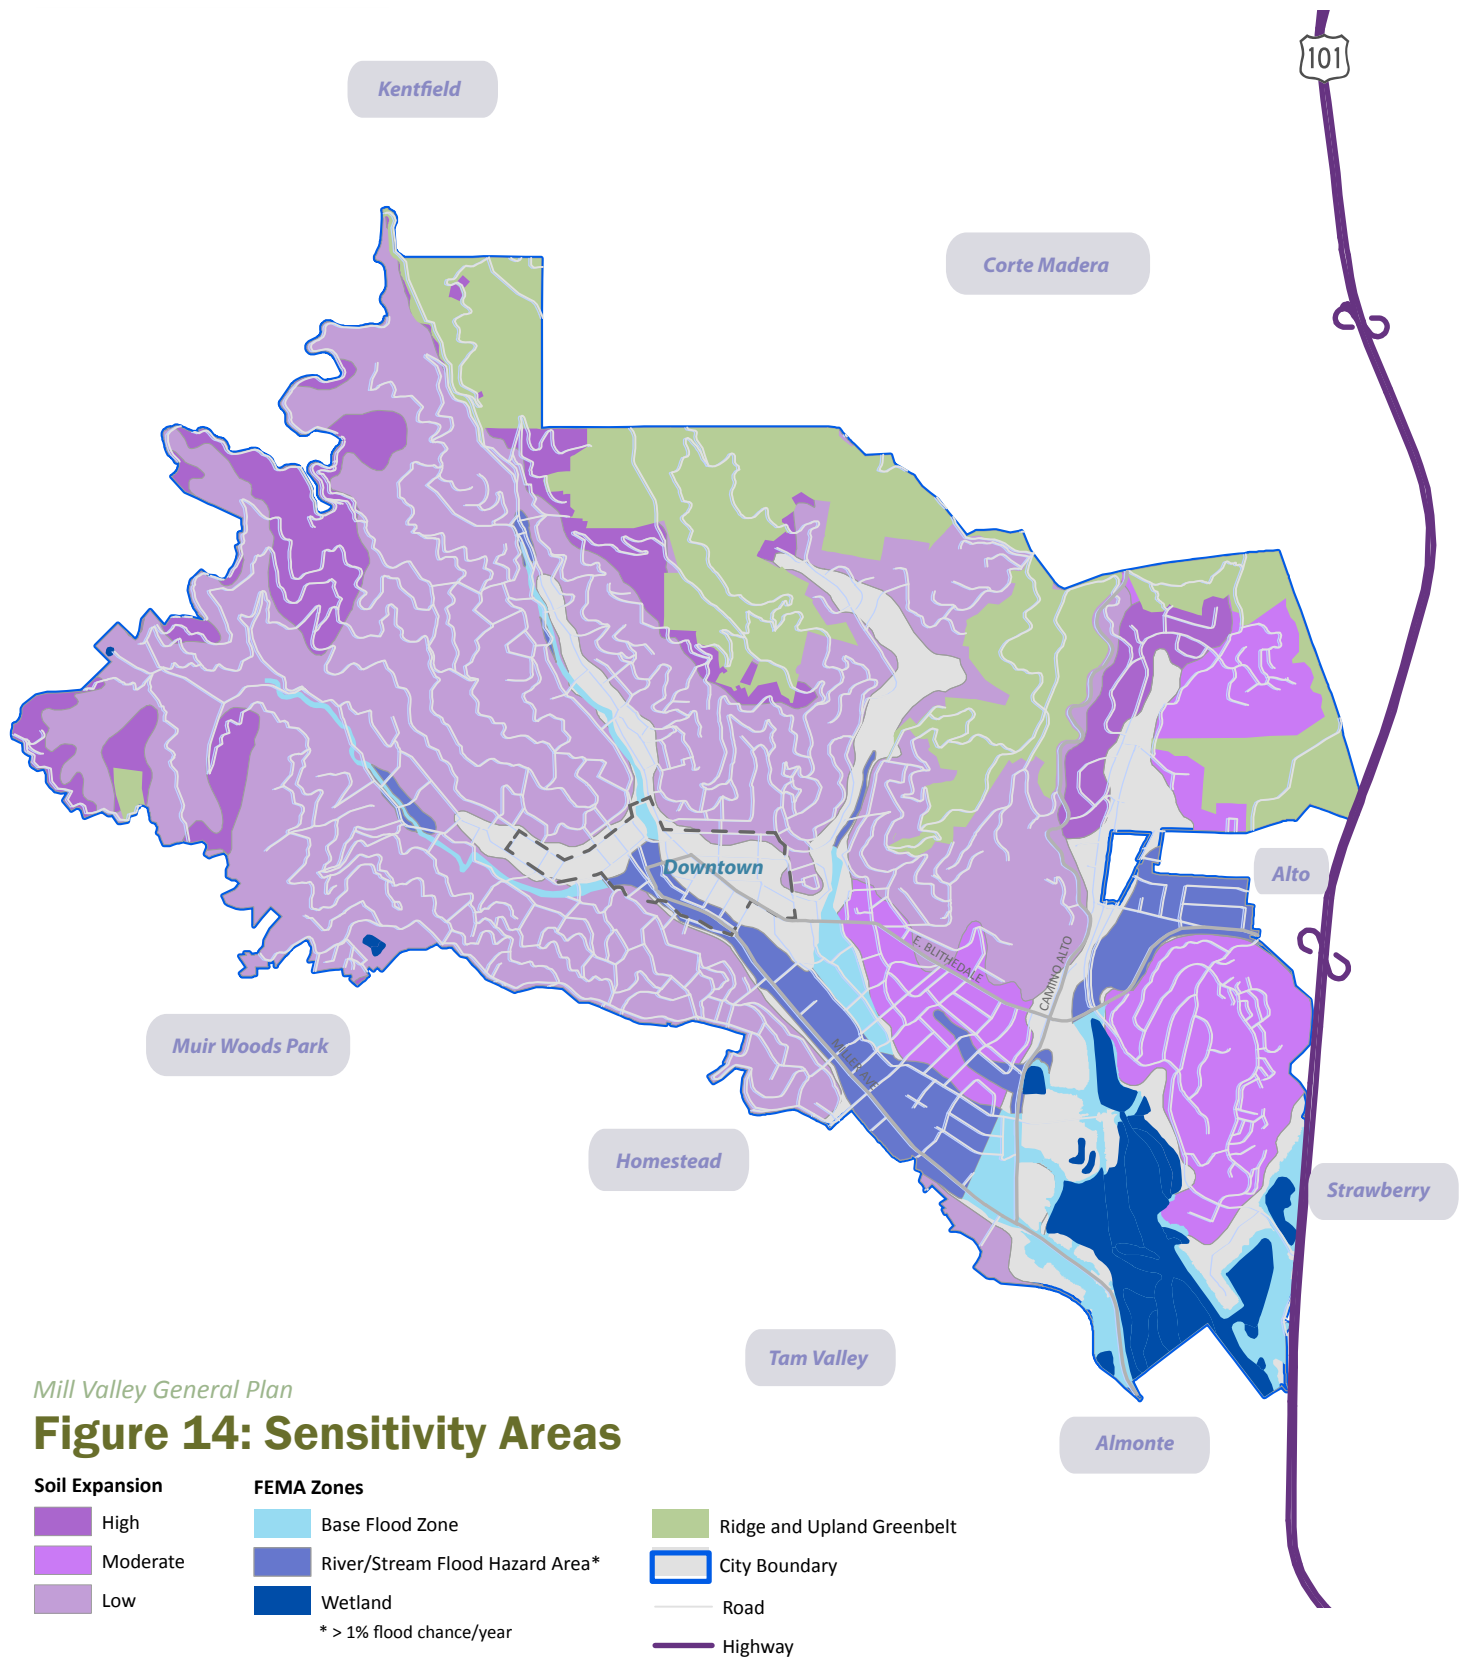 101
Kentfield
Corte Madera
Downtown
Alto
E. BLITHEDALE
CAMINO ALTO
Muir Woods Park
MILLER AVE
Homestead
Strawberry
Tam Valley
Almonte
Mill Valley General Plan
Figure 14: Sensitivity Areas
Soil Expansion
High
Moderate
Low
FEMA Zones
Base Flood Zone
River/Stream Flood Hazard Area*
Wetland
* > 1% flood chance/year
Ridge and Upland Greenbelt
City Boundary
Road
Highway